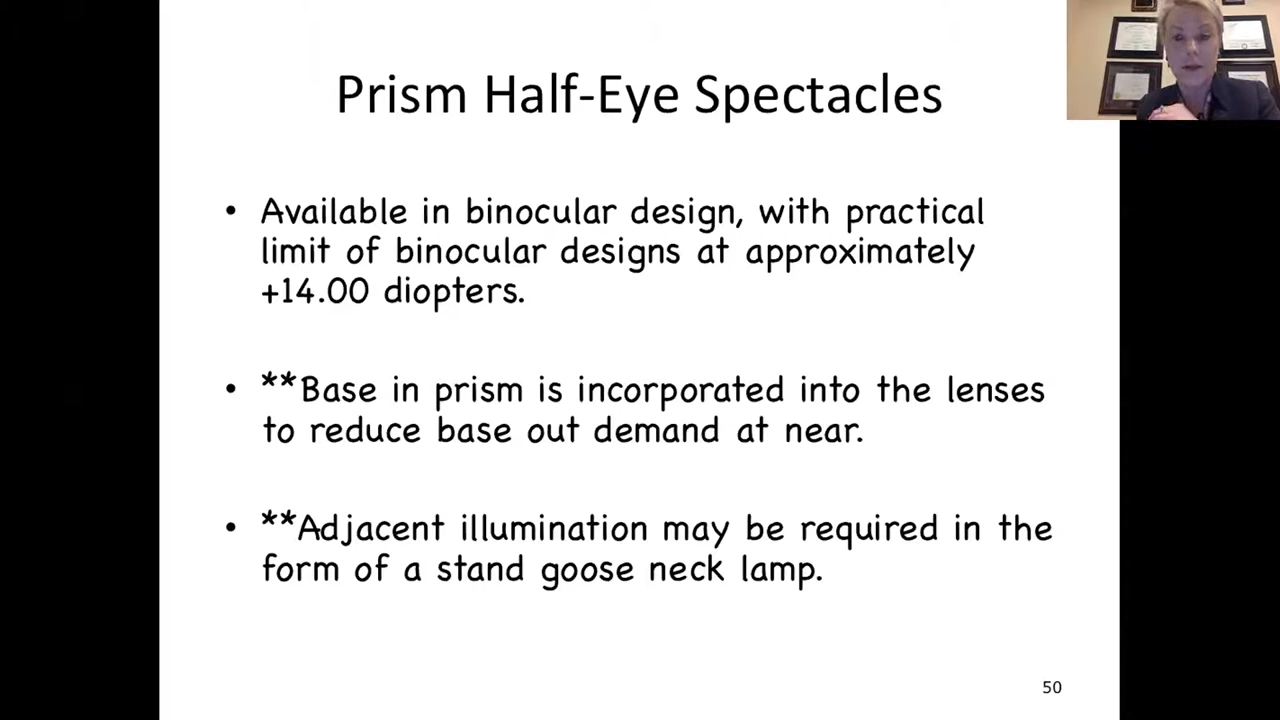 Prism Half-Eye Spectacles
• Available in binocular design, with practical
limit of binocular designs at approximately
+14.00 diopters.
• **Base in prism is incorporated into the lenses
to reduce base out demand at near.
• **Adjacent illumination may be required in the
form of a stand goose neck lamp.
50